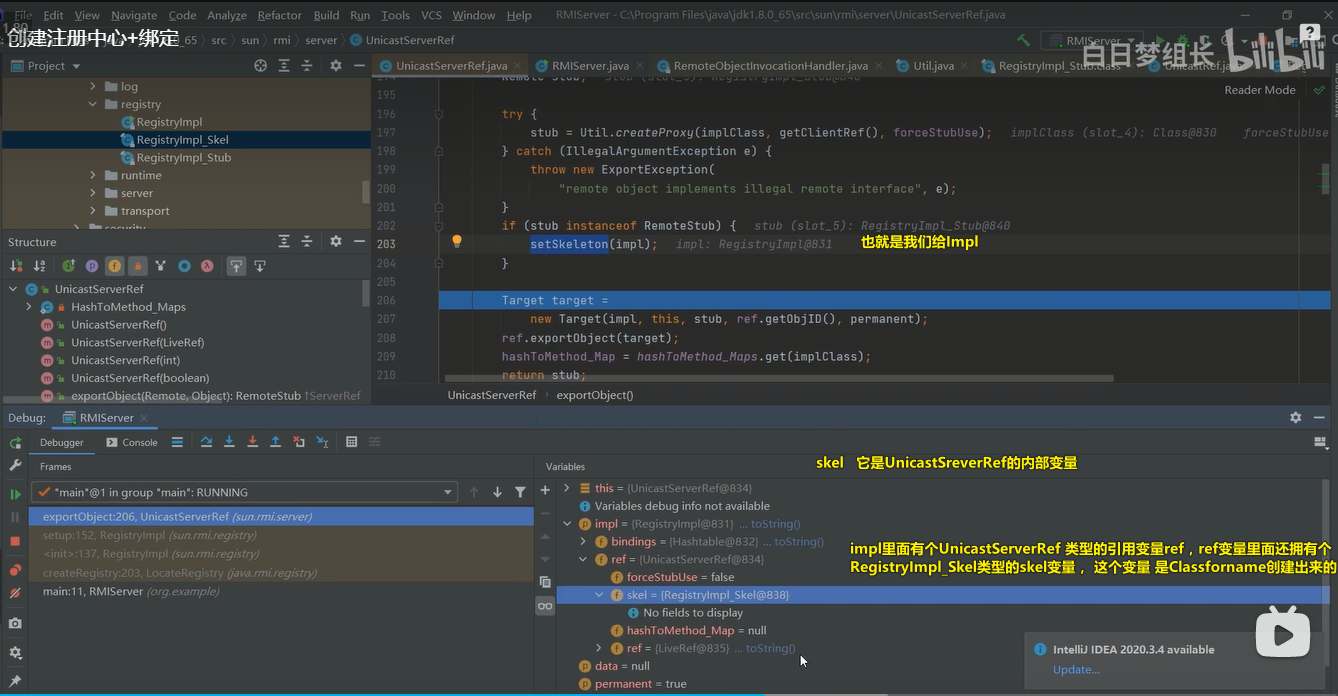 File Edit View Navigate Code Analyze Refactor Build Run Tools VCS Window Help RMIServer - C:\Program Files\java\jdk1.8.0_65\src\sun\rmi\server\UnicastServerRef.java
创建注册中心+绑定
_65 src sun rmi server UnicastServerRef
RMIServer
白日梦组长 bilibili
Project
UnicastServerRef.java RMIServer.java RemoteObjectInvocationHandler.java Util.java RegistryImpl_Stub.class UnicastRef.java
Reader Mode
log
registry
RegistryImpl
RegistryImpl_Skel
RegistryImpl_Stub
runtime
server
transport
security
195
196 try {
197 stub = Util.createProxy(implClass, getClientRef(), forceStubUse); implClass (slot_4): Class@830 forceStubUse
198 } catch (IllegalArgumentException e) {
199 throw new ExportException(
200 "remote object implements illegal remote interface", e);
201 }
202 if (stub instanceof RemoteStub) { stub (slot_5): RegistryImpl_Stub@840
203 setSkeleton(impl); impl: RegistryImpl@831 也就是我们给Impl
204 }
205
206 Target target =
207 new Target(impl, this, stub, ref.getObjID(), permanent);
208 ref.exportObject(target);
209 hashToMethod_Map = hashToMethod_Maps.get(implClass);
210 return stub;
UnicastServerRef exportObject()
Structure
UnicastServerRef
HashToMethod_Maps
UnicastServerRef()
UnicastServerRef(LiveRef)
UnicastServerRef(int)
UnicastServerRef(boolean)
exportObject(Remote, Object): RemoteStub ↑ServerRef
Debug: RMIServer
Debugger Console
Frames
"main"@1 in group "main": RUNNING
exportObject:206, UnicastServerRef (sun.rmi.server)
setup:152, RegistryImpl (sun.rmi.registry)
<init>:137, RegistryImpl (sun.rmi.registry)
createRegistry:203, LocateRegistry (java.rmi.registry)
main:11, RMIServer (org.example)
Variables
skel 它是UnicastSreverRef的内部变量
this = {UnicastServerRef@834}
Variables debug info not available
impl = {RegistryImpl@831} ... toString()
bindings = {Hashtable@832} ... toString()
ref = {UnicastServerRef@834}
forceStubUse = false
skel = {RegistryImpl_Skel@838}
No fields to display
hashToMethod_Map = null
ref = {LiveRef@835} ... toString()
data = null
permanent = true
impl里面有个UnicastServerRef 类型的引用变量ref，ref变量里面还拥有个
RegistryImpl_Skel类型的skel变量 ，这个变量 是Classforname创建出来的
IntelliJ IDEA 2020.3.4 available
Update...